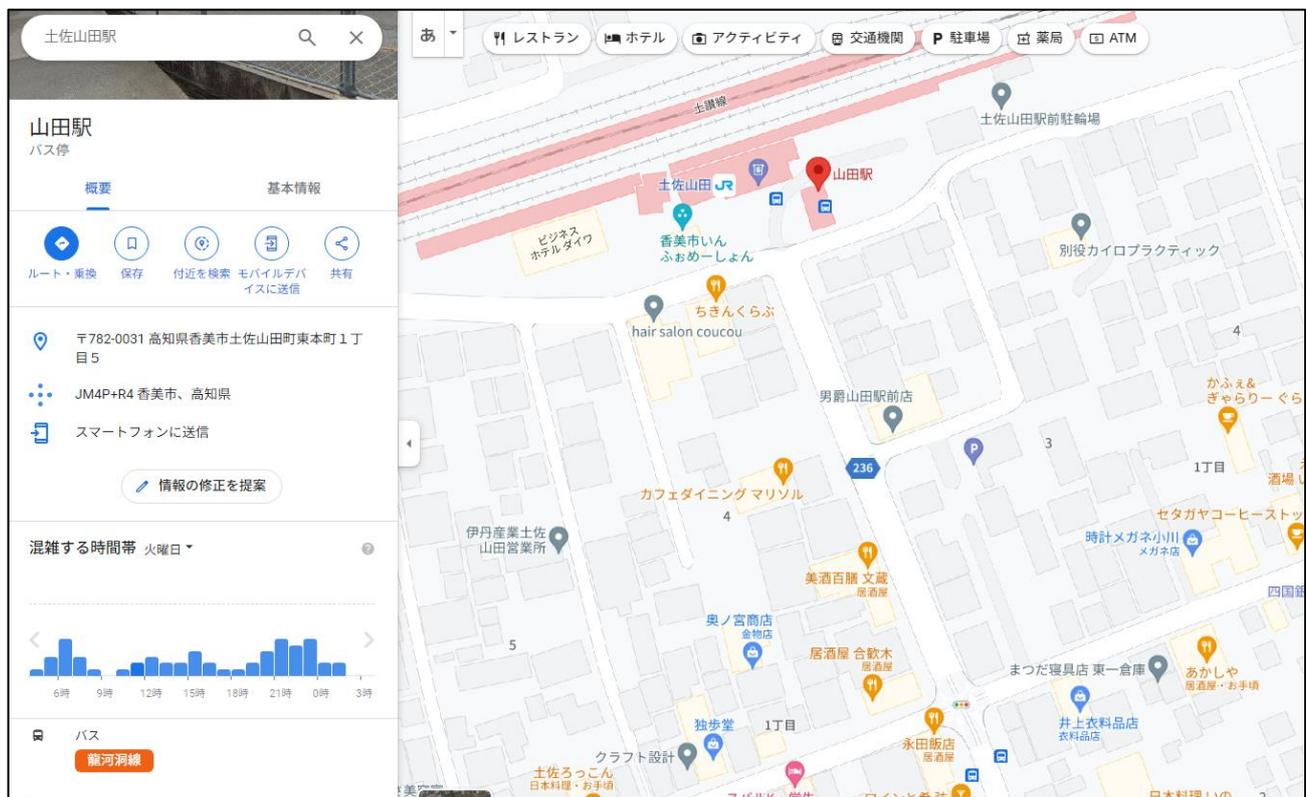 土佐山田駅
山田駅
バス停
概要
基本情報
ルート・乗換
保存
付近を検索
モバイルデバ
イスに送信
共有
〒782-0031 高知県香美市土佐山田町東本町1丁
目5
JM4P+R4 香美市、高知県
スマートフォンに送信
情報の修正を提案
混雑する時間帯 火曜日
6時
9時
12時
15時
18時
21時
0時
3時
バス
龍河洞線
あ
レストラン
ホテル
アクティビティ
交通機関
P 駐車場
薬局
ATM
土讃線
土佐山田駅前駐輪場
土佐山田 JR
山田駅
ビジネス
ホテルダイワ
香美市いん
ふぉめーしょん
別役カイロプラクティック
ちきんくらぶ
hair salon coucou
4
かふぇ&
ぎゃらりー ぐら
男爵山田駅前店
P
3
236
1丁目
酒場
カフェダイニング マリソル
4
セタガヤコーヒーストッ
伊丹産業土佐
山田営業所
時計メガネ小川
メガネ店
美酒百膳 文蔵
居酒屋
四国銀
奥ノ宮商店
金物店
5
居酒屋 合歓木
居酒屋
まつだ寝具店 東一倉庫
あかしや
居酒屋・お手頃
独歩堂
1丁目
井上衣料品店
衣料品店
永田飯店
居酒屋
クラフト設計
土佐ろっこん
日本料理・お手頃